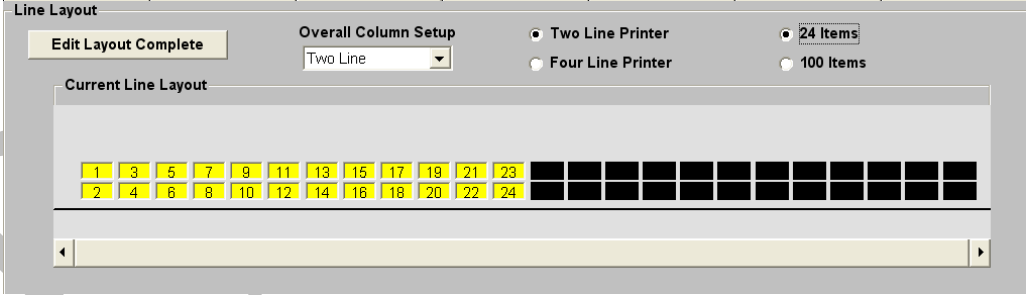 Line Layout
Edit Layout Complete
Overall Column Setup
Two Line
Two Line Printer
Four Line Printer
24 Items
100 Items
Current Line Layout
1 3 5 7 9 11 13 15 17 19 21 23
2 4 6 8 10 12 14 16 18 20 22 24